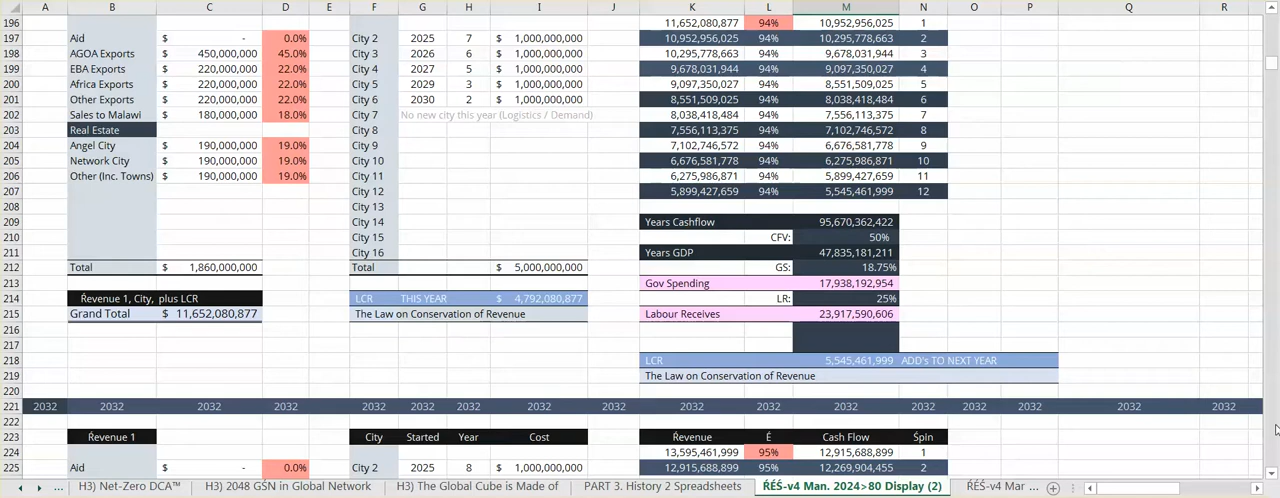 A B C D E F G H I J K L M N O P Q R
196 11,652,080,877 94% 10,952,956,025 1
197 Aid $ - 0.0% City 2 2025 7 $ 1,000,000,000 10,952,956,025 94% 10,295,778,663 2
198 AGOA Exports $ 450,000,000 45.0% City 3 2026 6 $ 1,000,000,000 10,295,778,663 94% 9,678,031,944 3
199 FRA Exports $ 220,000,000 22.0% City 4 2027 5 $ 1,000,000,000 9,678,031,944 94% 9,097,350,027 4
200 Africa Exports $ 220,000,000 22.0% City 5 2029 3 $ 1,000,000,000 9,097,350,027 94% 8,551,509,025 5
201 Other Exports $ 220,000,000 22.0% City 6 2030 2 $ 1,000,000,000 8,551,509,025 94% 8,038,418,484 6
202 Sales to Malawi $ 180,000,000 18.0% City 7 No new city this year (Logistics / Demand) 8,038,418,484 94% 7,556,113,375 7
203 Real Estate City 8 7,556,113,375 94% 7,102,746,572 8
204 Angel City $ 190,000,000 19.0% City 9 7,102,746,572 94% 6,676,581,778 9
205 Network City $ 190,000,000 19.0% City 10 6,676,581,778 94% 6,275,986,871 10
206 Other (Inc. Towns) $ 190,000,000 19.0% City 11 6,275,986,871 94% 5,899,427,659 11
207 City 12 5,899,427,659 94% 5,545,461,999 12
208 City 13
209 City 14 Years Cashflow 95,670,362,422
210 City 15 CFV: 50%
211 City 16 Years GDP 47,835,181,211
212 Total $ 1,860,000,000 Total $ 5,000,000,000 GS: 18.75%
213 Gov Spending 17,938,192,954
214 Ŕevenue 1, City, plus LCR LCR THIS YEAR $ 4,792,080,877 LR: 25%
215 Grand Total $ 11,652,080,877 The Law on Conservation of Revenue Labour Receives 23,917,590,606
216
217
218 LCR 5,545,461,999 ADD's TO NEXT YEAR
219 The Law on Conservation of Revenue
220
221 2032 2032 2032 2032 2032 2032 2032 2032 2032 2032 2032 2032 2032 2032 2032 2032 2032
222
223 Ŕevenue 1 City Started Year Cost Ŕevenue É Cash Flow Śpin
224 13,595,461,999 95% 12,915,688,899 1
225 Aid $ - 0.0% City 2 2025 8 $ 1,000,000,000 12,915,688,899 95% 12,269,904,455 2
... H3) Net-Zero DCA™ H3) 2048 GSN in Global Network H3) The Global Cube is Made of PART 3. History 2 Spreadsheets ŔÉŚ-v4 Man. 2024>80 Display (2) ŔÉŚ-v4 Mar ...